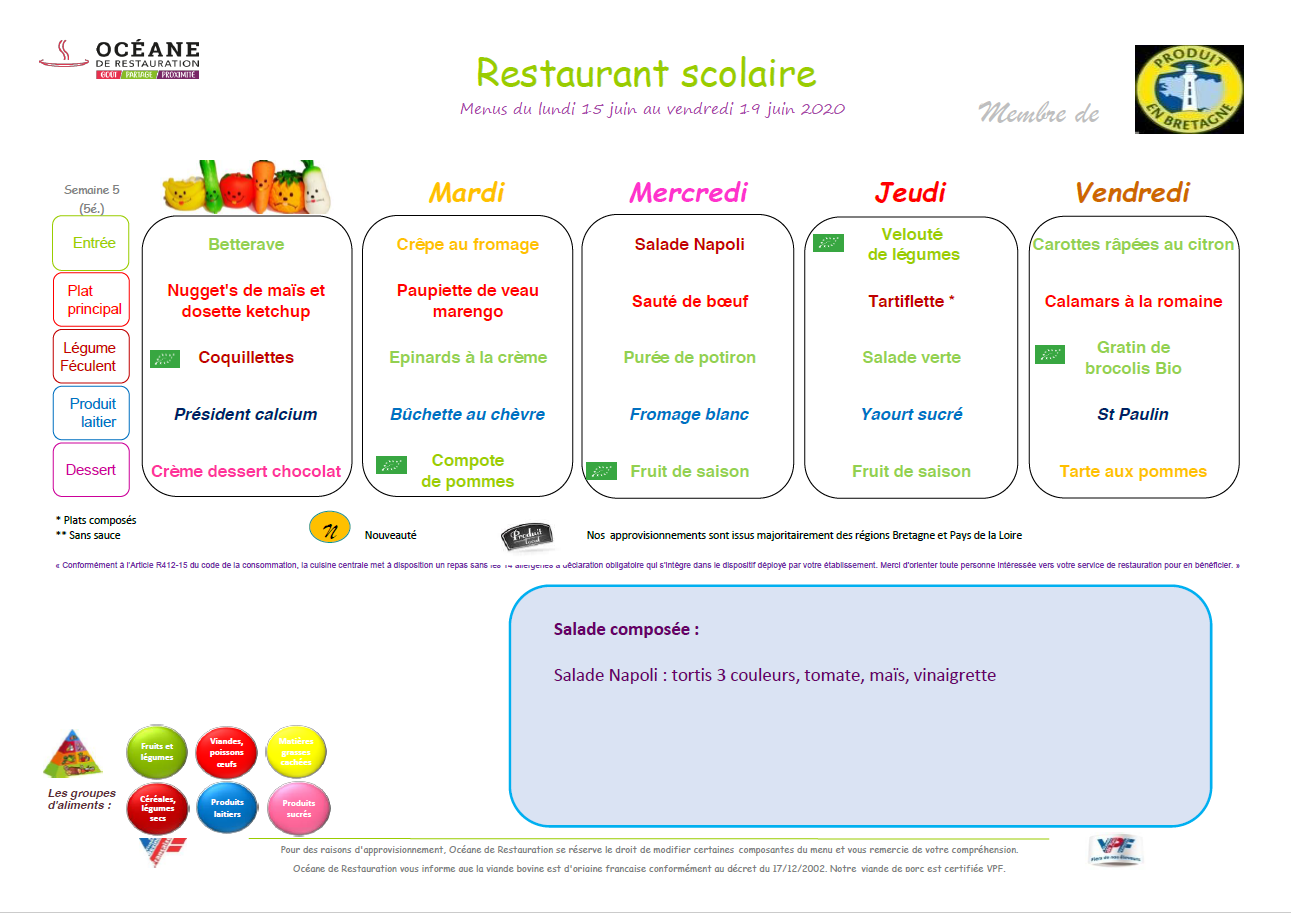 OCÉANE
DE RESTAURATION
GOÛT / PARTAGE / PROXIMITÉ
Restaurant scolaire
Menus du lundi 15 juin au vendredi 19 juin 2020
Membre de
PRODUIT
EN BRETAGNE
Semaine 5
(5é.)
Mardi
Mercredi
Jeudi
Vendredi
Entrée
Betterave
Crêpe au fromage
Salade Napoli
Velouté
de légumes
Carottes râpées au citron
Plat
principal
Nugget's de maïs et
dosette ketchup
Paupiette de veau
marengo
Sauté de bœuf
Tartiflette *
Calamars à la romaine
Légume
Féculent
Coquillettes
Epinards à la crème
Purée de potiron
Salade verte
Gratin de
brocolis Bio
Produit
laitier
Président calcium
Bûchette au chèvre
Fromage blanc
Yaourt sucré
St Paulin
Dessert
Crème dessert chocolat
Compote
de pommes
Fruit de saison
Fruit de saison
Tarte aux pommes
* Plats composés
** Sans sauce
N
Nouveauté
Produit
local
Nos approvisionnements sont issus majoritairement des régions Bretagne et Pays de la Loire
« Conformément à l'Article R412-15 du code de la consommation, la cuisine centrale met à disposition un repas sans les 14 allergènes à déclaration obligatoire qui s'intègre dans le dispositif déployé par votre établissement. Merci d'orienter toute personne intéressée vers votre service de restauration pour en bénéficier. »
Salade composée :
Salade Napoli : tortis 3 couleurs, tomate, maïs, vinaigrette
Les groupes
d'aliments :
Fruits et
légumes
Viandes,
poissons
œufs
Matières
grasses
cachées
Céréales,
légumes
secs
Produits
laitiers
Produits
sucrés
VPF
Fiers de nos Éleveurs
Pour des raisons d'approvisionnement, Océane de Restauration se réserve le droit de modifier certaines composantes du menu et vous remercie de votre compréhension.
Océane de Restauration vous informe que la viande bovine est d'origine francaise conformément au décret du 17/12/2002. Notre viande de porc est certifiée VPF.